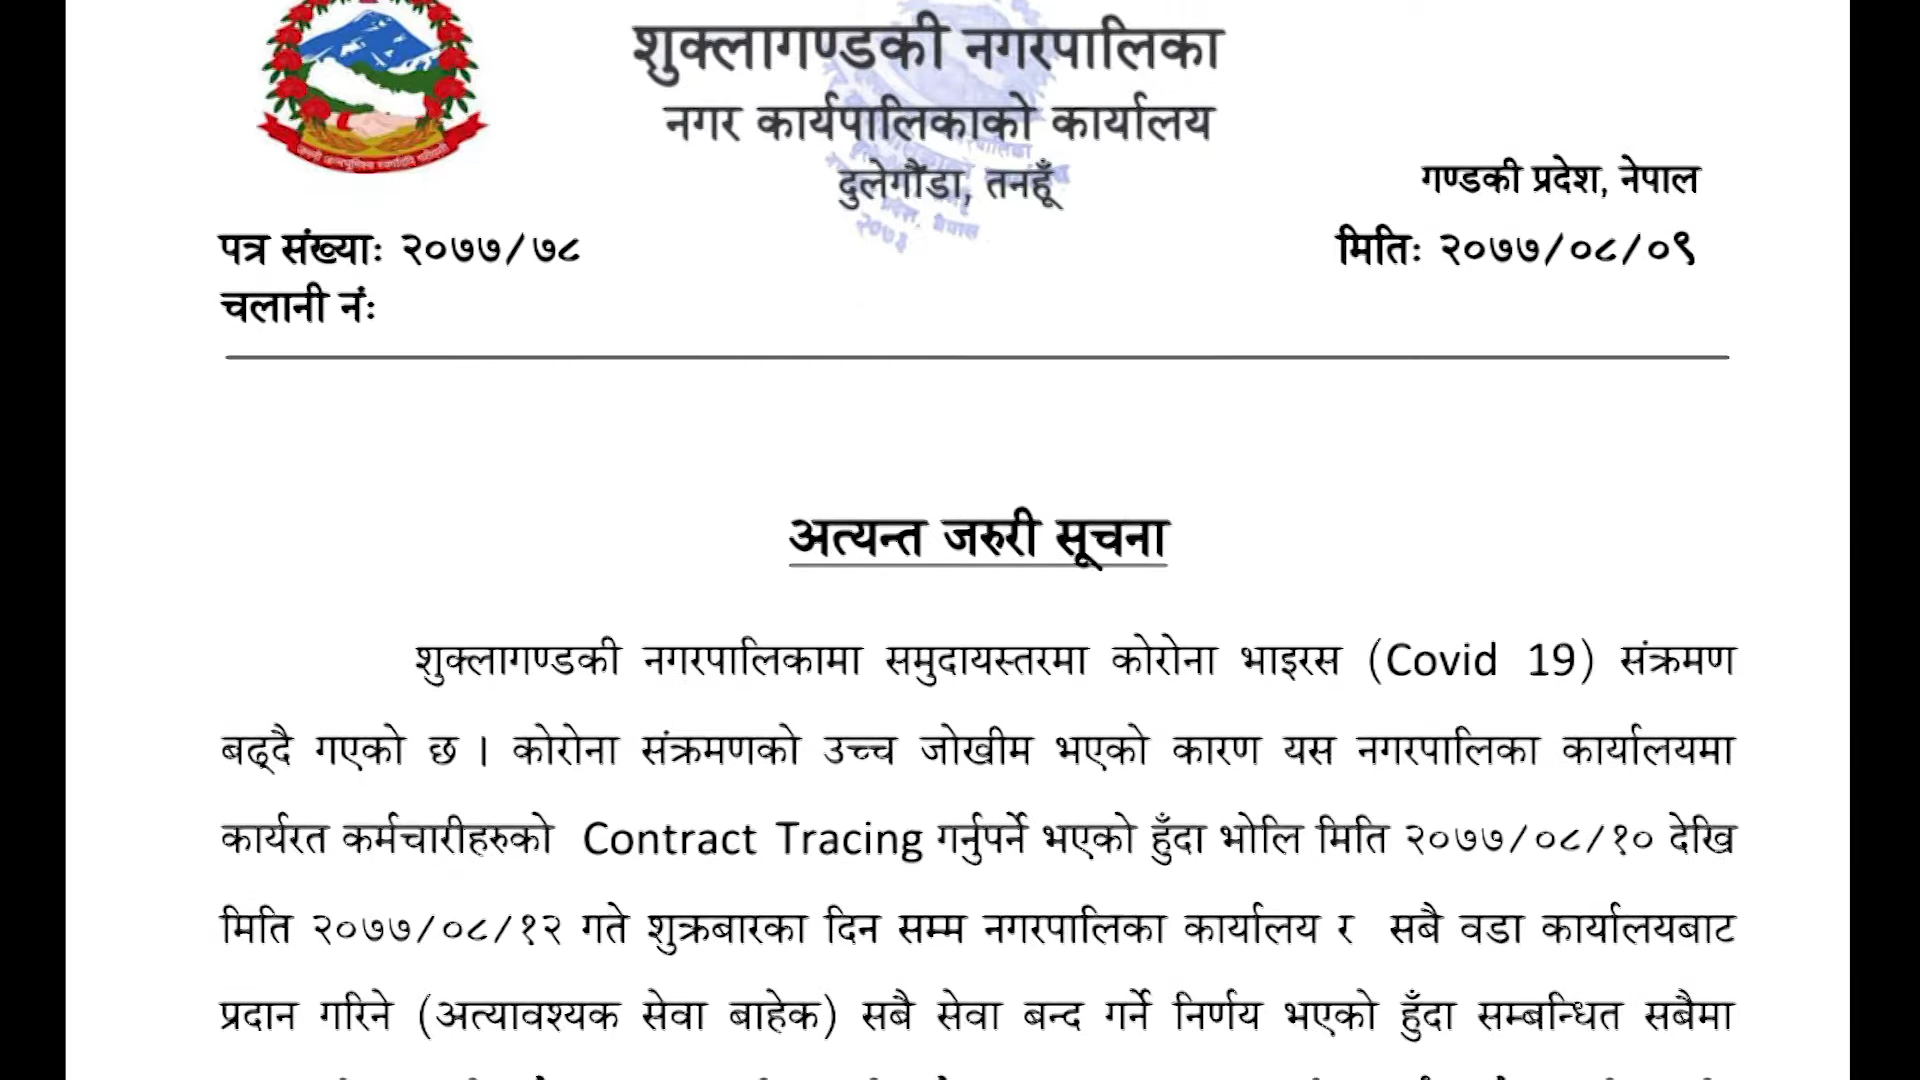 शुक्लागण्डकी नगरपालिका
नगर कार्यपालिकाको कार्यालय
दुलेगौंडा, तनहूँ
गण्डकी प्रदेश, नेपाल
पत्र संख्याः २०७७/७८
मितिः २०७७/०८/०९
चलानी नंः
अत्यन्त जरुरी सूचना
शुक्लागण्डकी नगरपालिकामा समुदायस्तरमा कोरोना भाइरस (Covid 19) संक्रमण
बढ्दै गएको छ । कोरोना संक्रमणको उच्च जोखीम भएको कारण यस नगरपालिका कार्यालयमा
कार्यरत कर्मचारीहरुको Contract Tracing गर्नुपर्ने भएको हुँदा भोलि मिति २०७७/०८/१० देखि
मिति २०७७/०८/१२ गते शुक्रबारका दिन सम्म नगरपालिका कार्यालय र सबै वडा कार्यालयबाट
प्रदान गरिने (अत्यावश्यक सेवा बाहेक) सबै सेवा बन्द गर्ने निर्णय भएको हुँदा सम्बन्धित सबैमा